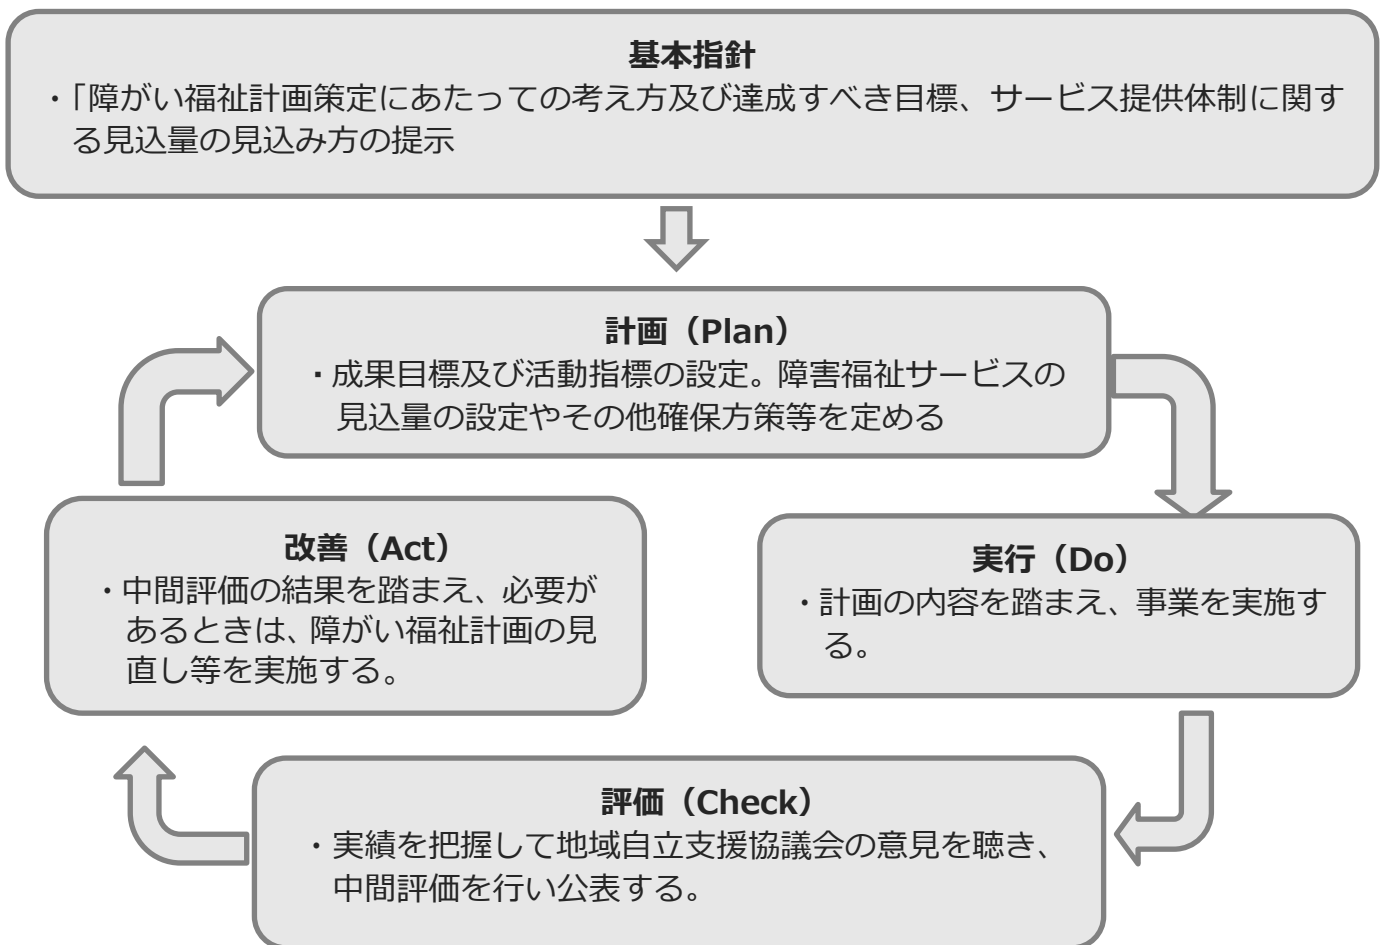 基本指針
・「障がい福祉計画策定にあたっての考え方及び達成すべき目標、サービス提供体制に関す
る見込量の見込み方の提示
計画（Plan）
・成果目標及び活動指標の設定。障害福祉サービスの
見込量の設定やその他確保方策等を定める
改善（Act）
・中間評価の結果を踏まえ、必要が
あるときは、障がい福祉計画の見
直し等を実施する。
実行（Do）
・計画の内容を踏まえ、事業を実施す
る。
評価（Check）
・実績を把握して地域自立支援協議会の意見を聴き、
中間評価を行い公表する。